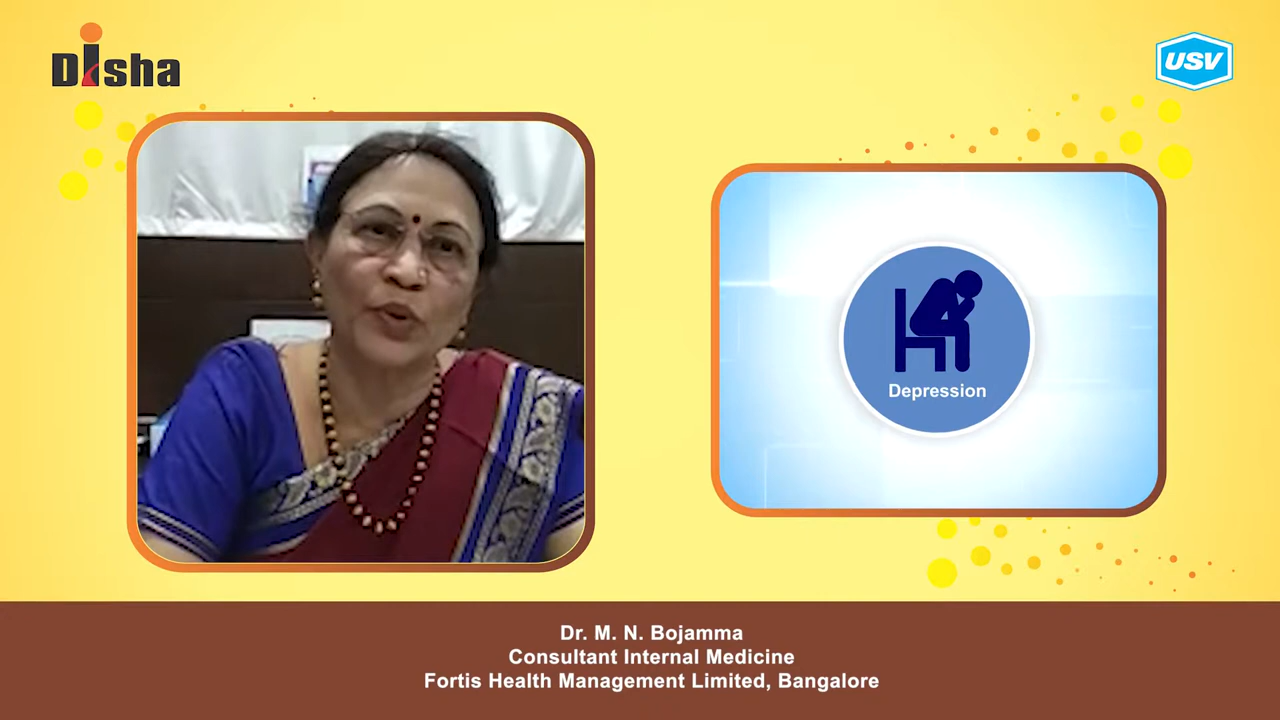 Disha
USV
Depression
Dr. M. N. Bojamma
Consultant Internal Medicine
Fortis Health Management Limited, Bangalore